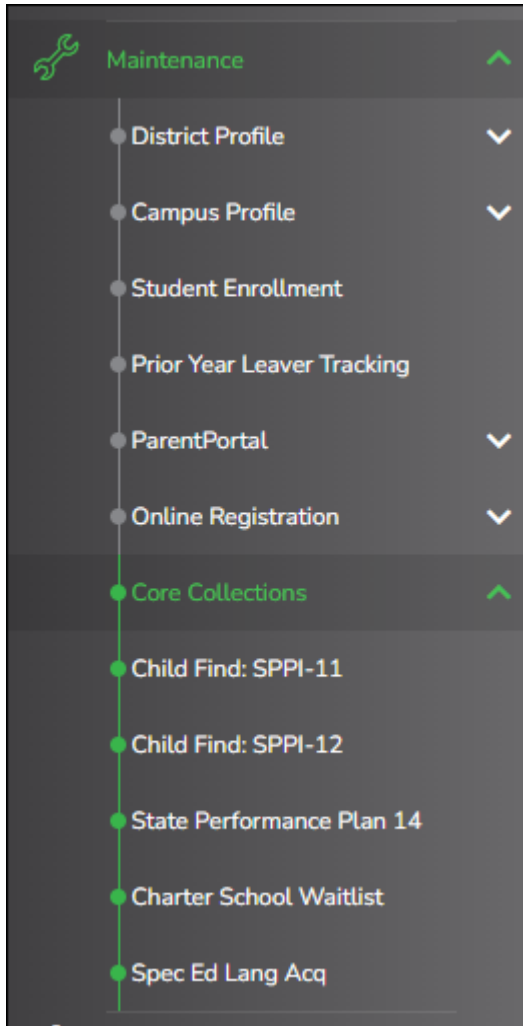 Maintenance
District Profile
Campus Profile
Student Enrollment
Prior Year Leaver Tracking
ParentPortal
Online Registration
Core Collections
Child Find: SPPI-11
Child Find: SPPI-12
State Performance Plan 14
Charter School Waitlist
Spec Ed Lang Acq